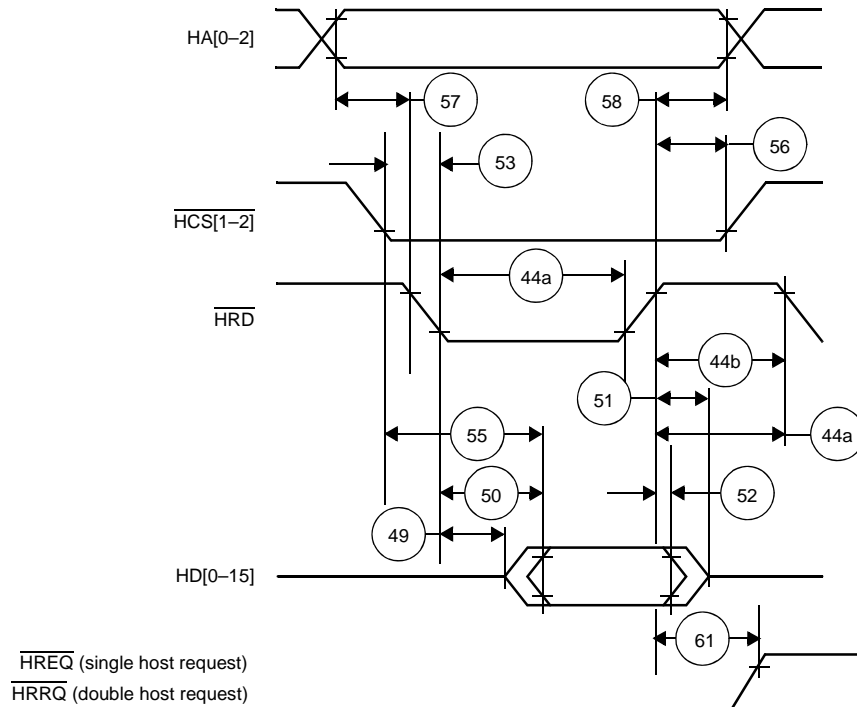 HA[0–2]
57
58
53
56
HCS[1–2]
44a
HRD
44b
51
55
44a
50
52
49
HD[0–15]
61
HREQ (single host request)
HRRQ (double host request)